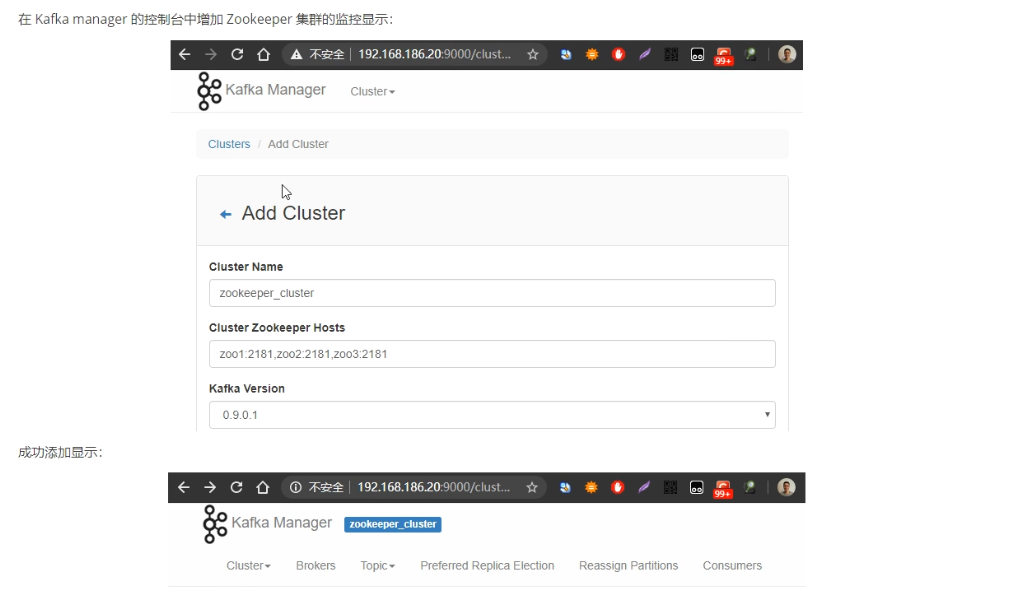 在 Kafka manager 的控制台中增加 Zookeeper 集群的监控显示：
不安全 | 192.168.186.20:9000/clust...
99+
Kafka Manager Cluster
Clusters / Add Cluster
Add Cluster
Cluster Name
zookeeper_cluster
Cluster Zookeeper Hosts
zoo1:2181,zoo2:2181,zoo3:2181
Kafka Version
0.9.0.1
成功添加显示：
不安全 | 192.168.186.20:9000/clust...
99+
Kafka Manager zookeeper_cluster
Cluster Brokers Topic Preferred Replica Election Reassign Partitions Consumers